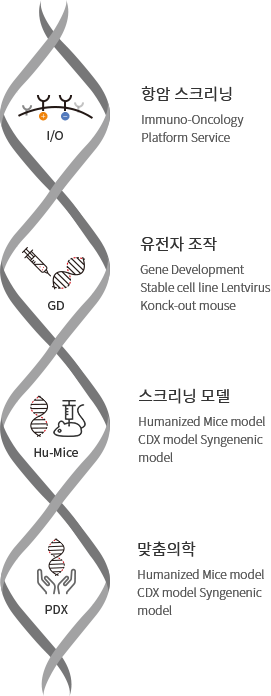 항암 스크리닝
Immuno-Oncology
Platform Service
I/O
유전자 조작
Gene Development
Stable cell line Lentvirus
Konck-out mouse
GD
스크리닝 모델
Humanized Mice model
CDX model Syngenenic
model
Hu-Mice
맞춤의학
Humanized Mice model
CDX model Syngenenic
model
PDX